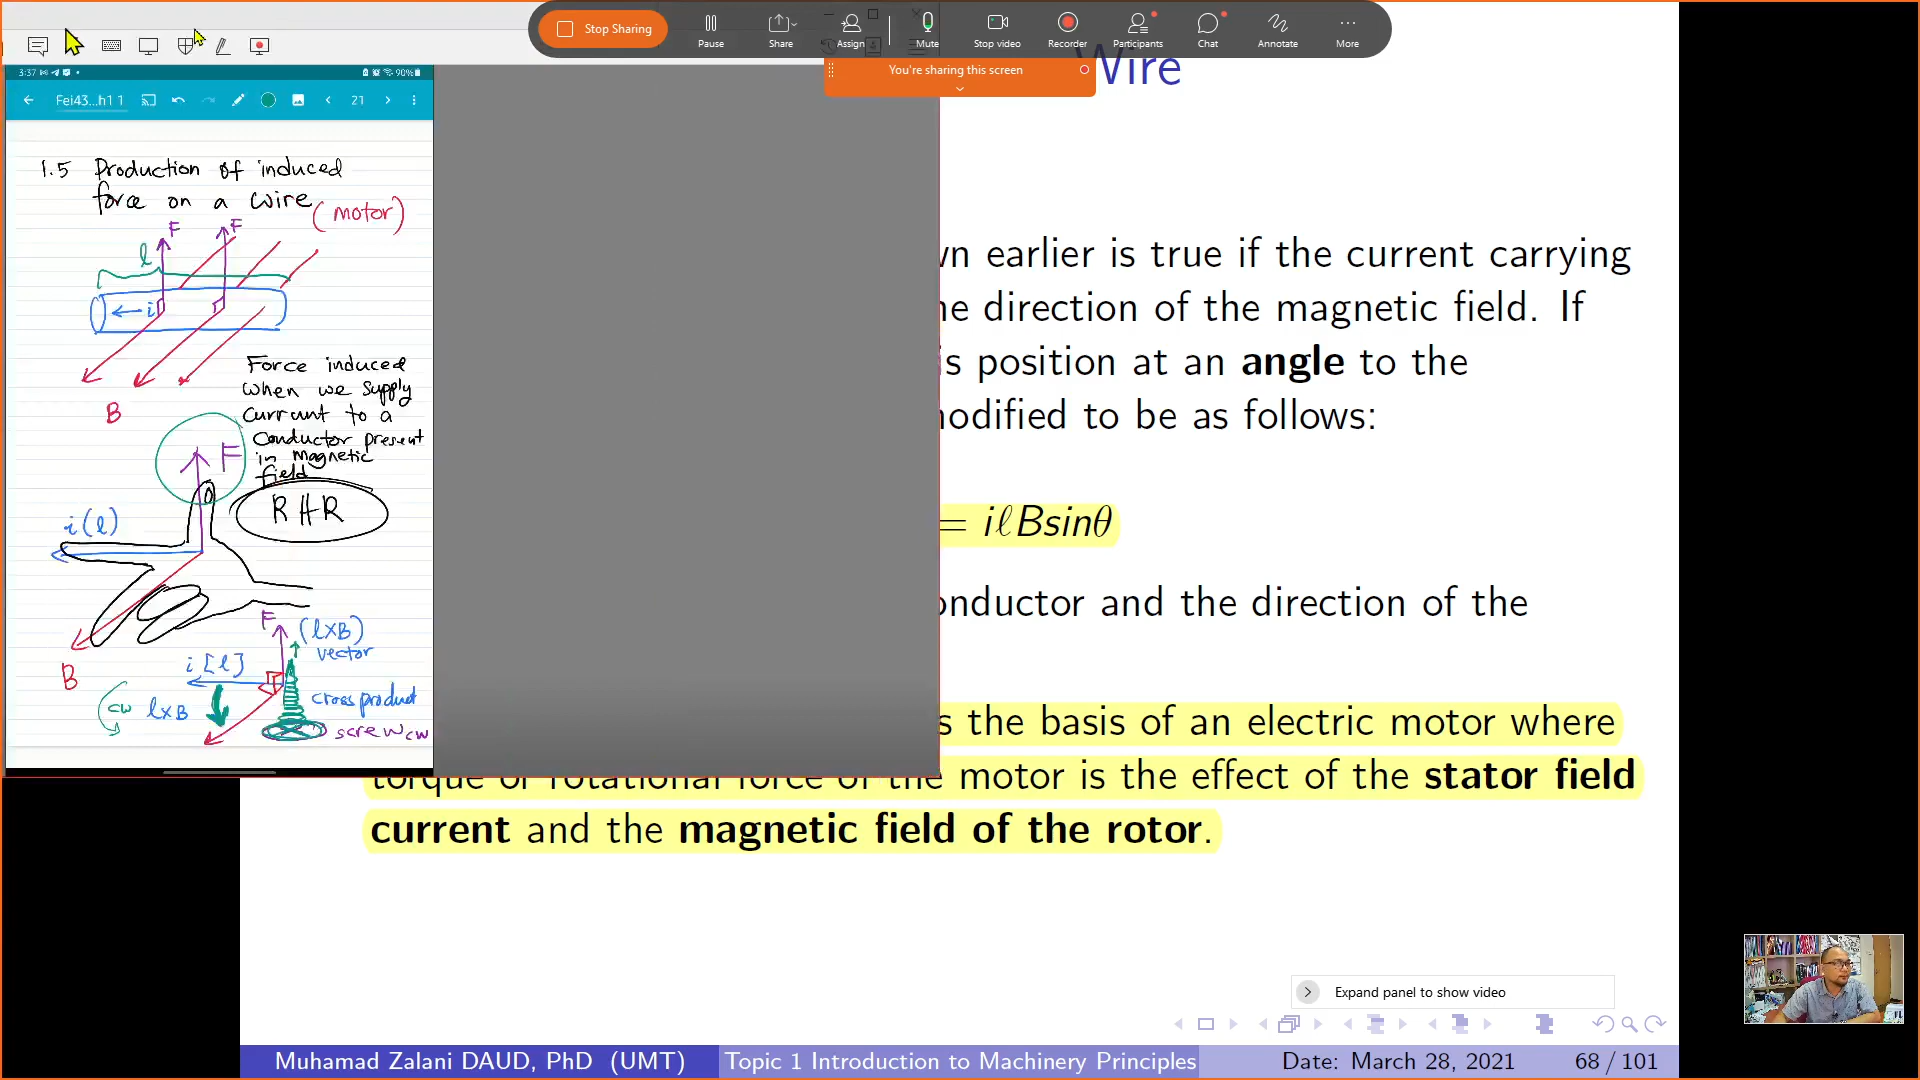 Stop Sharing
Pause
Share
Assign
Mute
Stop video
Recorder
Participants
Chat
Annotate
More
You're sharing this screen
3:37
90%
Fei43...h1 1
21
1.5 Production of induced
force on a wire
(motor)
F
F
l
i
B
Force induced
when we supply
current to a
conductor present
in magnetic
field
F
RHR
i(l)
B
F
(l×B)
vector
i [l]
cw
l×B
cross product
screw cw
Wire
wn earlier is true if the current carrying
he direction of the magnetic field. If
is position at an angle to the
modified to be as follows:
= iℓBsinθ
onductor and the direction of the
s the basis of an electric motor where
torque or rotational force of the motor is the effect of the stator field
current and the magnetic field of the rotor.
Expand panel to show video
Muhamad Zalani DAUD, PhD (UMT)
Topic 1 Introduction to Machinery Principles
Date: March 28, 2021
68 / 101